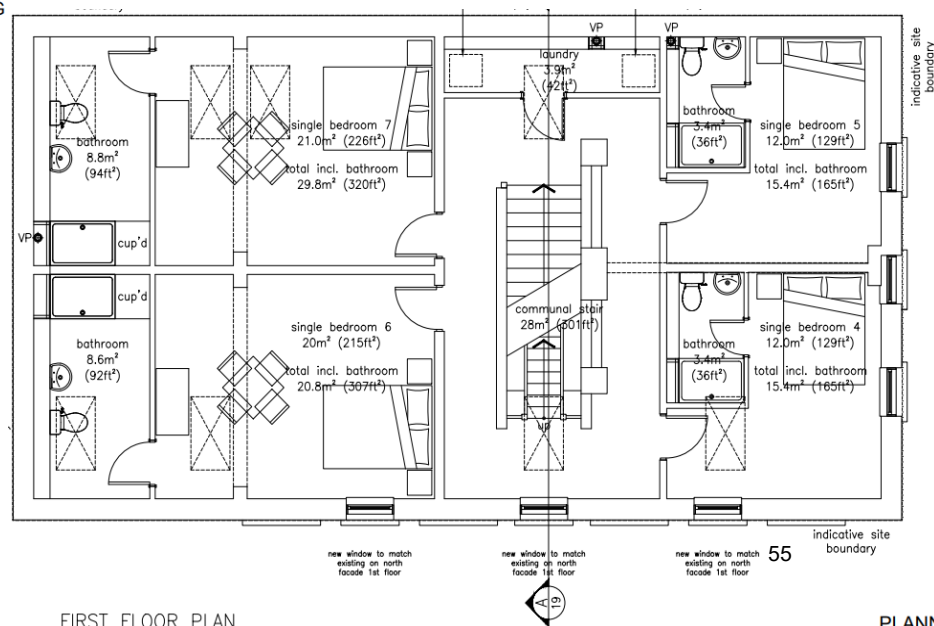 G
VP
VP
laundry
3.9m²
(42ft²)
indicative site
boundary
bathroom
8.8m²
(94ft²)
single bedroom 7
21.0m² (226ft²)
total incl. bathroom
29.8m² (320ft²)
bathroom
3.4m²
(36ft²)
single bedroom 5
12.0m² (129ft²)
total incl. bathroom
15.4m² (165ft²)
VP
cup'd
cup'd
bathroom
8.6m²
(92ft²)
single bedroom 6
20m² (215ft²)
total incl. bathroom
20.8m² (307ft²)
communal stair
28m² (301ft²)
up
bathroom
3.4m²
(36ft²)
single bedroom 4
12.0m² (129ft²)
total incl. bathroom
15.4m² (165ft²)
new window to match
existing on north
facade 1st floor
new window to match
existing on north
facade 1st floor
new window to match
existing on north
facade 1st floor
55
indicative site
boundary
A
19
FIRST FLOOR PLAN
PLANN